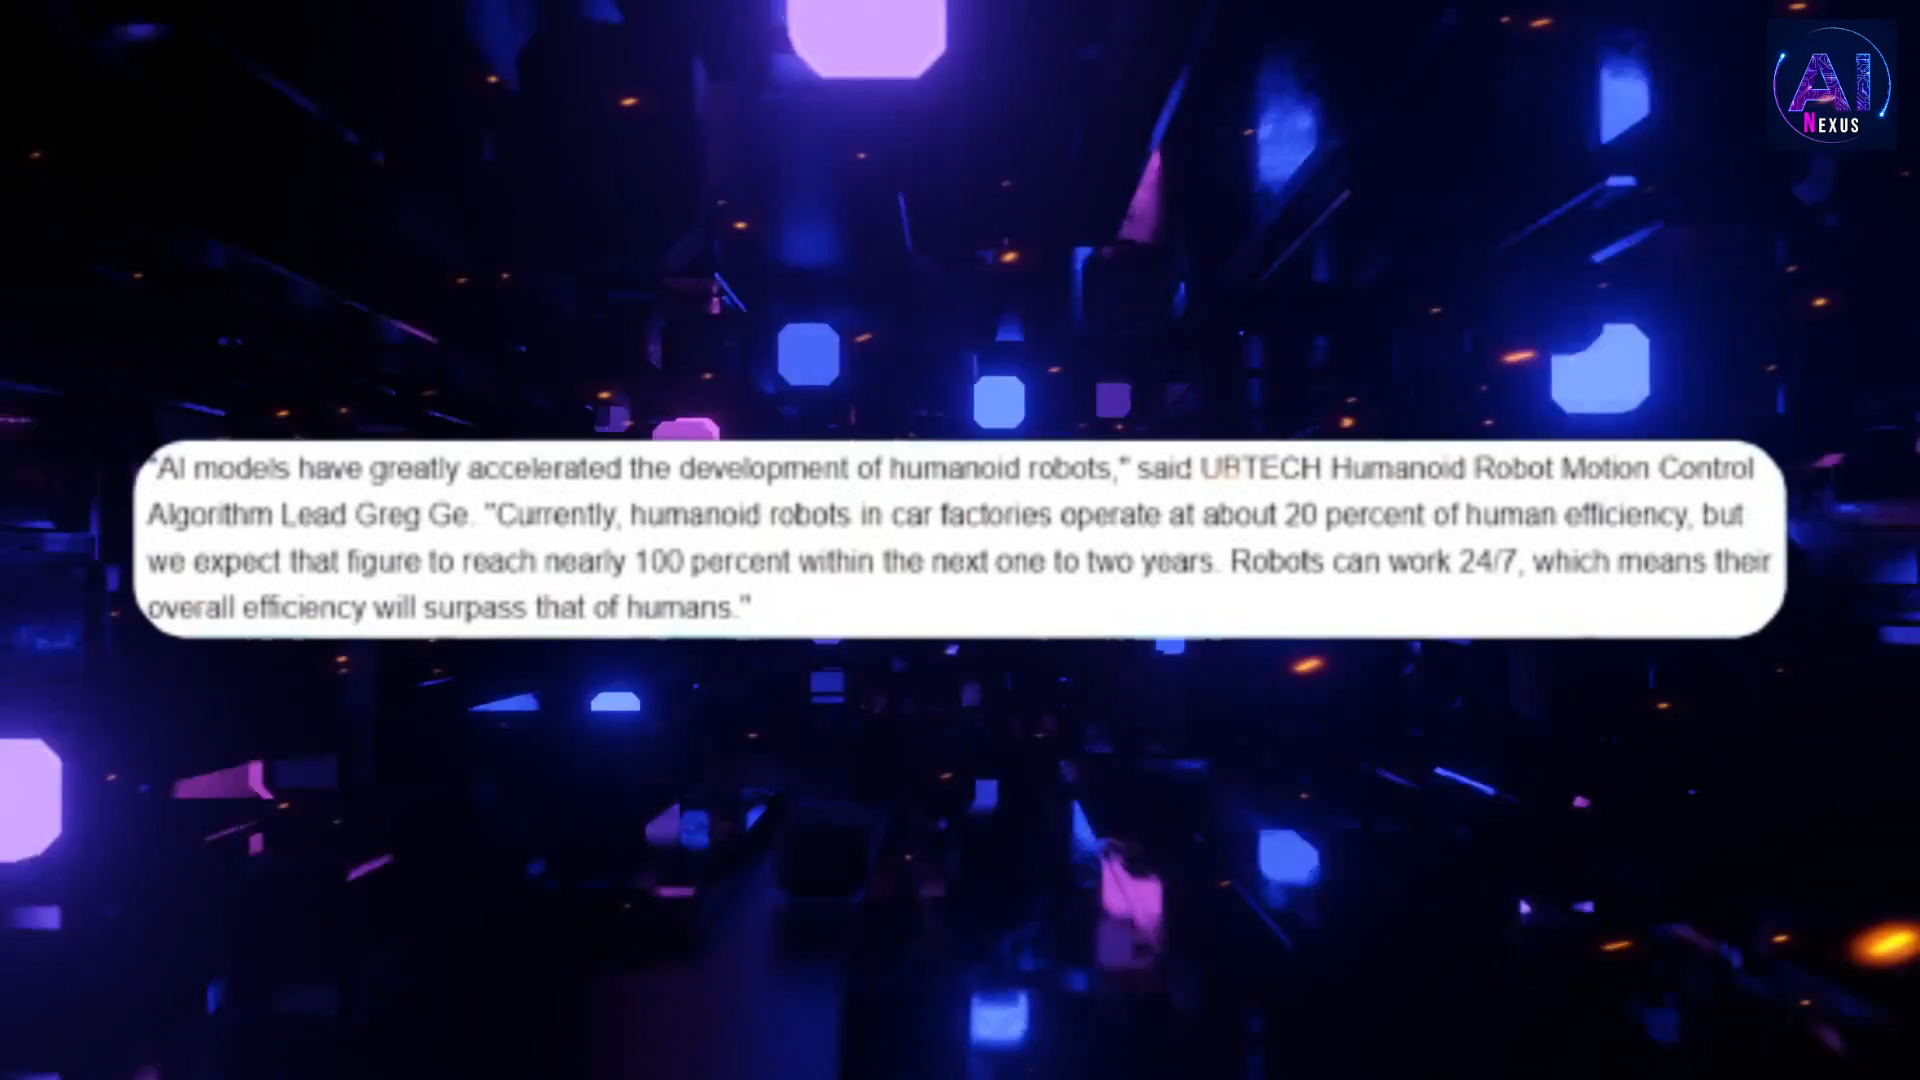 AI
NEXUS
"AI models have greatly accelerated the development of humanoid robots," said UBTECH Humanoid Robot Motion Control
Algorithm Lead Greg Ge. "Currently, humanoid robots in car factories operate at about 20 percent of human efficiency, but
we expect that figure to reach nearly 100 percent within the next one to two years. Robots can work 24/7, which means their
overall efficiency will surpass that of humans."